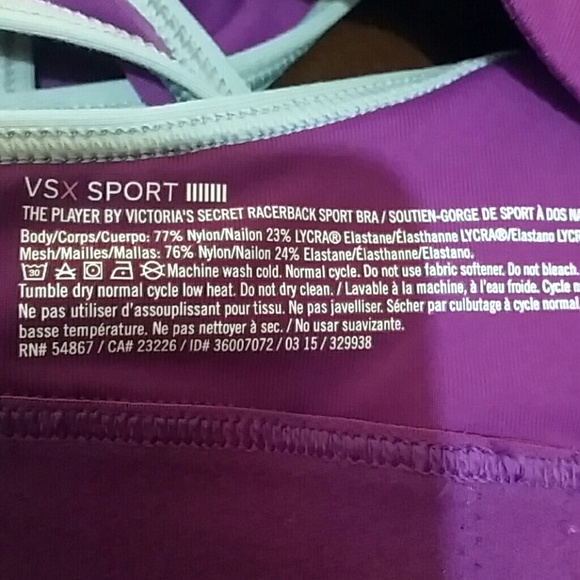 VSX SPORT
THE PLAYER BY VICTORIA'S SECRET RACERBACK SPORT BRA / SOUTIEN-GORGE DE SPORT À DOS
Body/Corps/Cuerpo: 77% Nylon/Nailon 23% LYCRA® Elastane/Élasthanne LYCRA®/Elastano
Mesh/Mailles/Mallas: 76% Nylon/Nailon 24% Elastane/Élasthanne/Elastano.
30 Machine wash cold. Normal cycle. Do not use fabric softener. Do not bleach.
Tumble dry normal cycle low heat. Do not dry clean. / Lavable à la machine, à l'eau froide. Cycle
Ne pas utiliser d'assouplissant pour tissu. Ne pas javelliser. Sécher par culbutage à cycle normal
basse température. Ne pas nettoyer à sec. / No usar suavizante.
RN# 54867 / CA# 23226 / ID# 36007072 / 03 15 / 329938